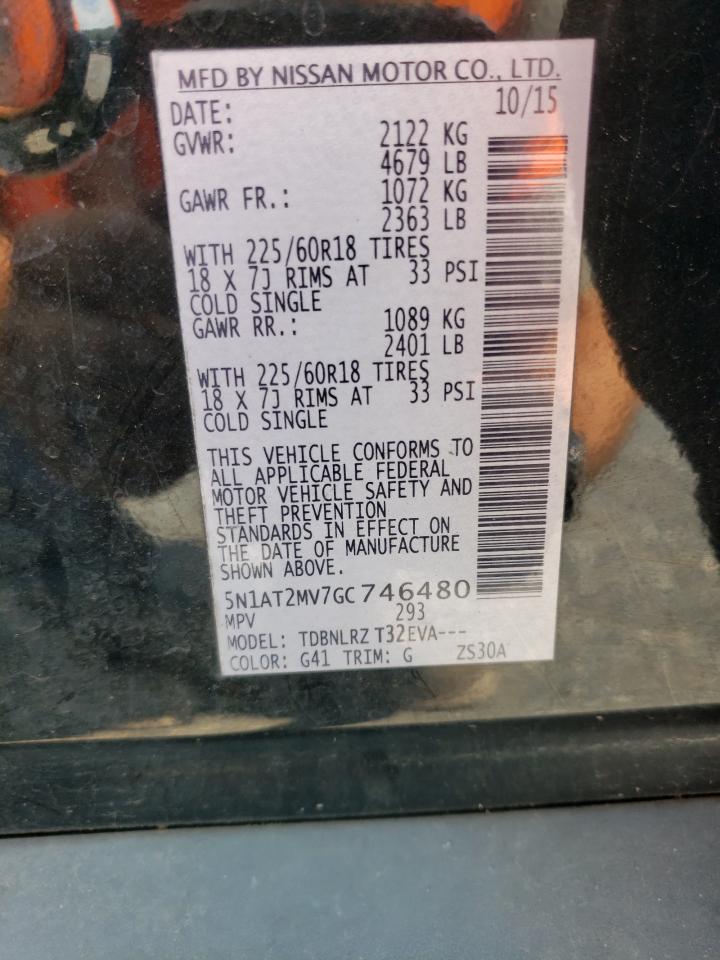 MFD BY NISSAN MOTOR CO., LTD.
DATE: 10/15
GVWR: 2122 KG
4679 LB
GAWR FR.: 1072 KG
2363 LB
WITH 225/60R18 TIRES
18 X 7J RIMS AT 33 PSI
COLD SINGLE
GAWR RR.: 1089 KG
2401 LB
WITH 225/60R18 TIRES
18 X 7J RIMS AT 33 PSI
COLD SINGLE
THIS VEHICLE CONFORMS TO
ALL APPLICABLE FEDERAL
MOTOR VEHICLE SAFETY AND
THEFT PREVENTION
STANDARDS IN EFFECT ON
THE DATE OF MANUFACTURE
SHOWN ABOVE.
5N1AT2MV7GC746480
MPV 293
MODEL: TDBNLRZ T32EVA---
COLOR: G41 TRIM: G ZS30A